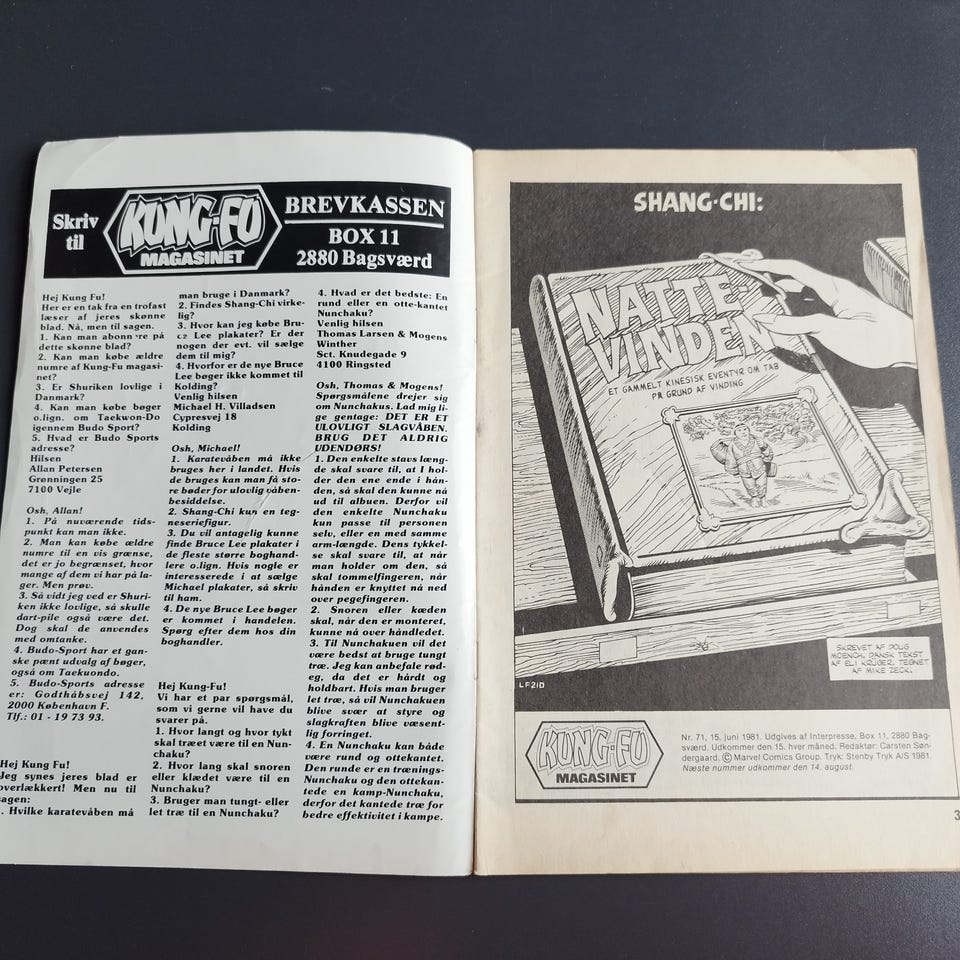 Skriv
til
KUNG-FU
MAGASINET
BREVKASSEN
BOX 11
2880 Bagsværd
Hej Kung Fu!
Her er en tak fra en trofast
læser af jeres skønne
blad. Nå, men til sagen.
1. Kan man abonnere på
dette skønne blad?
2. Kan man købe ældre
numre af Kung-Fu magasi-
net?
3. Er Shuriken lovlige i
Danmark?
4. Kan man købe bøger
o.lign. om Taekwon-Do
igennem Budo Sport?
5. Hvad er Budo Sports
adresse?
Hilsen
Allan Petersen
Grønningen 25
7100 Vejle
Osh, Allan!
1. På nuværende tids-
punkt kan man ikke.
2. Man kan købe ældre
numre til en vis grænse,
det er jo begrænset, hvor
mange af dem vi har på la-
ger. Men prøv.
3. Så vidt jeg ved er Shuri-
ken ikke lovlige, så skulle
dart-pile også være det.
Dog skal de anvendes
med omtanke.
4. Budo-Sport har et gan-
ske pænt udvalg af bøger,
også om Taekuondo.
5. Budo-Sports adresse
er: Godthåbsvej 142,
2000 København F.
Tlf.: 01 - 19 73 93.
Hej Kung Fu!
Jeg synes jeres blad er
overlækkert! Men nu til
sagen:
. Hvilke karatevåben må
man bruge i Danmark?
2. Findes Shang-Chi virke-
lig?
3. Hvor kan jeg købe Bru-
ce Lee plakater? Er der
nogen der evt. vil sælge
dem til mig?
4. Hvorfor er de nye Bruce
Lee bøger ikke kommet til
Kolding?
Venlig hilsen
Michael H. Villadsen
Cypresvej 18
Kolding
Osh, Michael!
1. Karatevåben må ikke
bruges her i landet. Hvis
de bruges kan man få sto-
re bøder for ulovlig våben-
besiddelse.
2. Shang-Chi kun en teg-
neseriefigur.
3. Du vil antagelig kunne
finde Bruce Lee plakater i
de fleste større boghand-
lere o.lign. Hvis nogle er
interesserede i at sælge
Michael plakater, så skriv
til ham.
4. De nye Bruce Lee bøger
er kommet i handelen.
Spørg efter dem hos din
boghandler.
Hej Kung-Fu!
Vi har et par spørgsmål,
som vi gerne vil have du
svarer på.
1. Hvor langt og hvor tykt
skal træet være til en Nun-
chaku?
2. Hvor lang skal snoren
eller klædet være til en
Nunchaku?
3. Bruger man tungt- eller
let træ til en Nunchaku?
4. Hvad er det bedste: En
rund eller en otte-kantet
Nunchaku?
Venlig hilsen
Thomas Larsen & Mogens
Winther
Sct. Knudegade 9
4100 Ringsted
Osh, Thomas & Mogens!
Spørgsmålene drejer sig
om Nunchakus. Lad mig li-
ge gentage: DET ER ET
ULOVLIGT SLAGVÅBEN.
BRUG DET ALDRIG
UDENDØRS!
1. Den enkelte stavs læng-
de skal svare til, at I hol-
der den ene ende i hån-
den, så skal den kunne nå
ud til albuen. Derfor vil
den enkelte Nunchaku
kun passe til personen
selv, eller en med samme
arm-længde. Dens tykkel-
se skal svare til, at når
man holder om den, så
skal tommelfingeren, når
hånden er knyttet nå ned
over pegefingeren.
2. Snoren eller kæden
skal, når den er monteret,
kunne nå over håndledet.
3. Til Nunchakuen vil det
være bedst at bruge tungt
træ. Jeg kan anbefale rød-
eg, da det er hårdt og
holdbart. Hvis man bruger
let træ, så vil Nunchakuen
blive svær at styre og
slagkraften blive væsent-
lig forringet.
4. En Nunchaku kan både
være rund og ottekantet.
Den runde er en trænings-
Nunchaku og den ottekan-
tede en kamp-Nunchaku,
derfor det kantede træ for
bedre effektivitet i kampe.
SHANG-CHI:
NATTE-
VINDEN
ET GAMMELT KINESISK EVENTYR OM TAB
PÅ GRUND AF VINDING
SKREVET AF DOUG
MOENCH. DANSK TEKST
AF ELI KRÜGER. TEGNET
AF MIKE ZECK.
LF210
KUNG-FU
MAGASINET
Nr. 71, 15. juni 1981. Udgives af Interpresse, Box 11, 2880 Bag-
sværd. Udkommer den 15. hver måned. Redaktør: Carsten Søn-
dergaard. © Marvel Comics Group. Tryk: Stenby Tryk A/S 1981.
Næste nummer udkommer den 14. august.
3